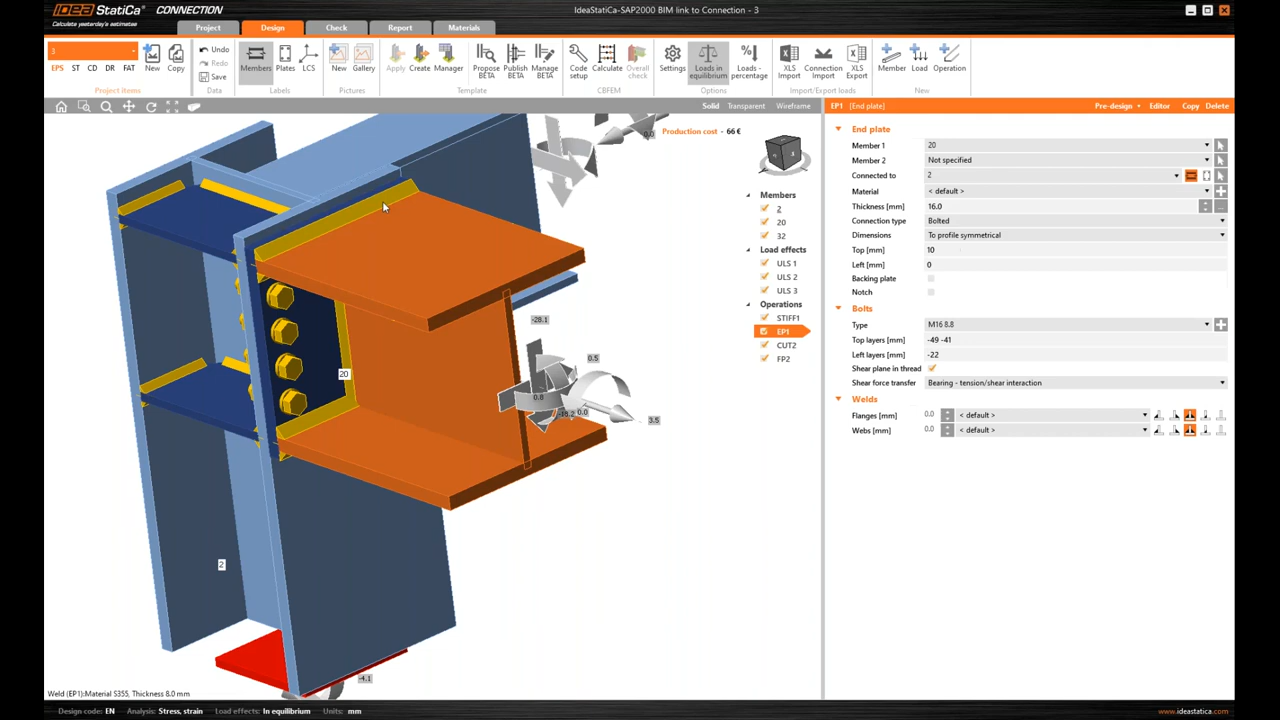 IDEA StatiCa CONNECTION
Calculate yesterday's estimates
IdeaStatiCa-SAP2000 BIM link to Connection - 3
Project Design Check Report Materials
3
EPS ST CD DR FAT
New Copy
Undo
Redo
Save
Members Plates LCS
New Gallery
Apply Create Manager
Propose BETA
Publish BETA
Manage BETA
Code setup
Calculate
Overall check
Settings
Loads in equilibrium
Loads - percentage
XLS Import
Connection Import
XLS Export
Member Load Operation
Project items Data Labels Pictures Template CBFEM Options Import/Export loads New
Solid Transparent Wireframe
Production cost - 66 €
0.0
-28.1
0.5
0.8
-38.2
0.0
3.5
20
2
-4.1
Members
2
20
32
Load effects
ULS 1
ULS 2
ULS 3
Operations
STIFF1
EP1
CUT2
FP2
EP1 [End plate] Pre-design Editor Copy Delete
End plate
Member 1 20
Member 2 Not specified
Connected to 2
Material < default >
Thickness [mm] 16.0
Connection type Bolted
Dimensions To profile symmetrical
Top [mm] 10
Left [mm] 0
Backing plate
Notch
Bolts
Type M16 8.8
Top layers [mm] -49 -41
Left layers [mm] -22
Shear plane in thread
Shear force transfer Bearing - tension/shear interaction
Welds
Flanges [mm] 0.0 < default >
Webs [mm] 0.0 < default >
Weld (EP1):Material S355, Thickness 8.0 mm
Design code: EN Analysis: Stress, strain Load effects: In equilibrium Units: mm
www.ideastatica.com